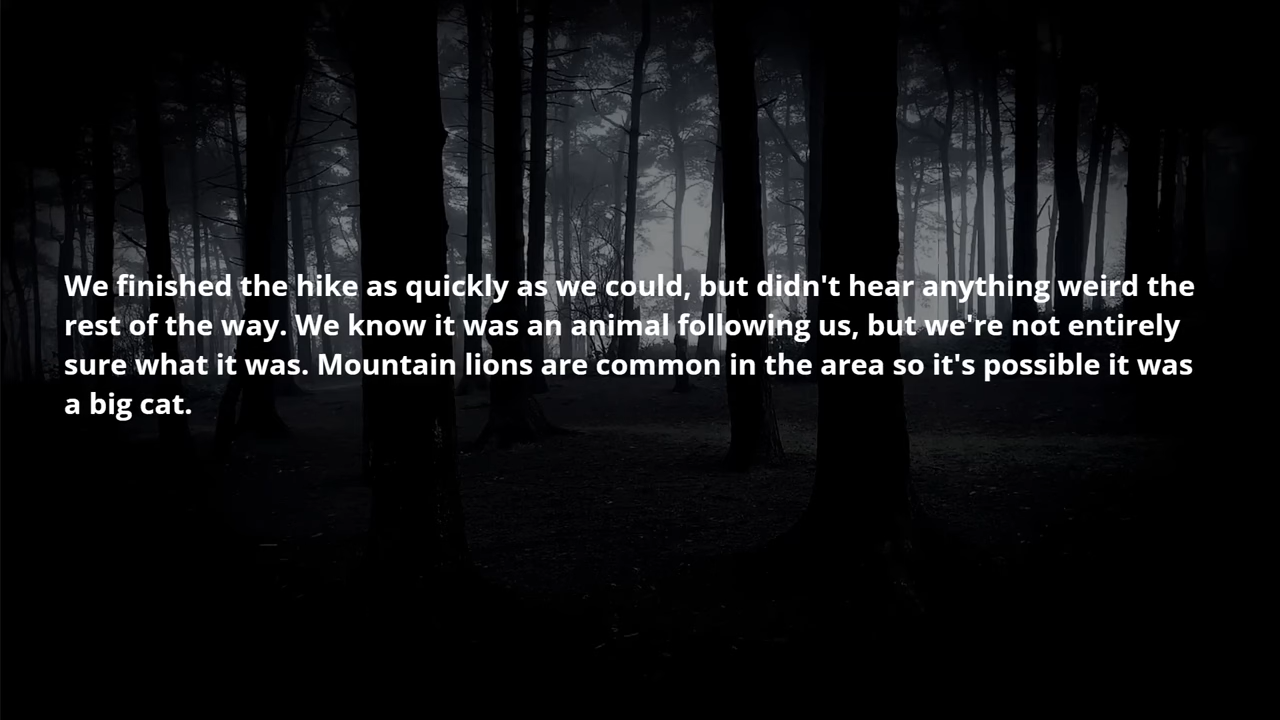 We finished the hike as quickly as we could, but didn't hear anything weird the
rest of the way. We know it was an animal following us, but we're not entirely
sure what it was. Mountain lions are common in the area so it's possible it was
a big cat.